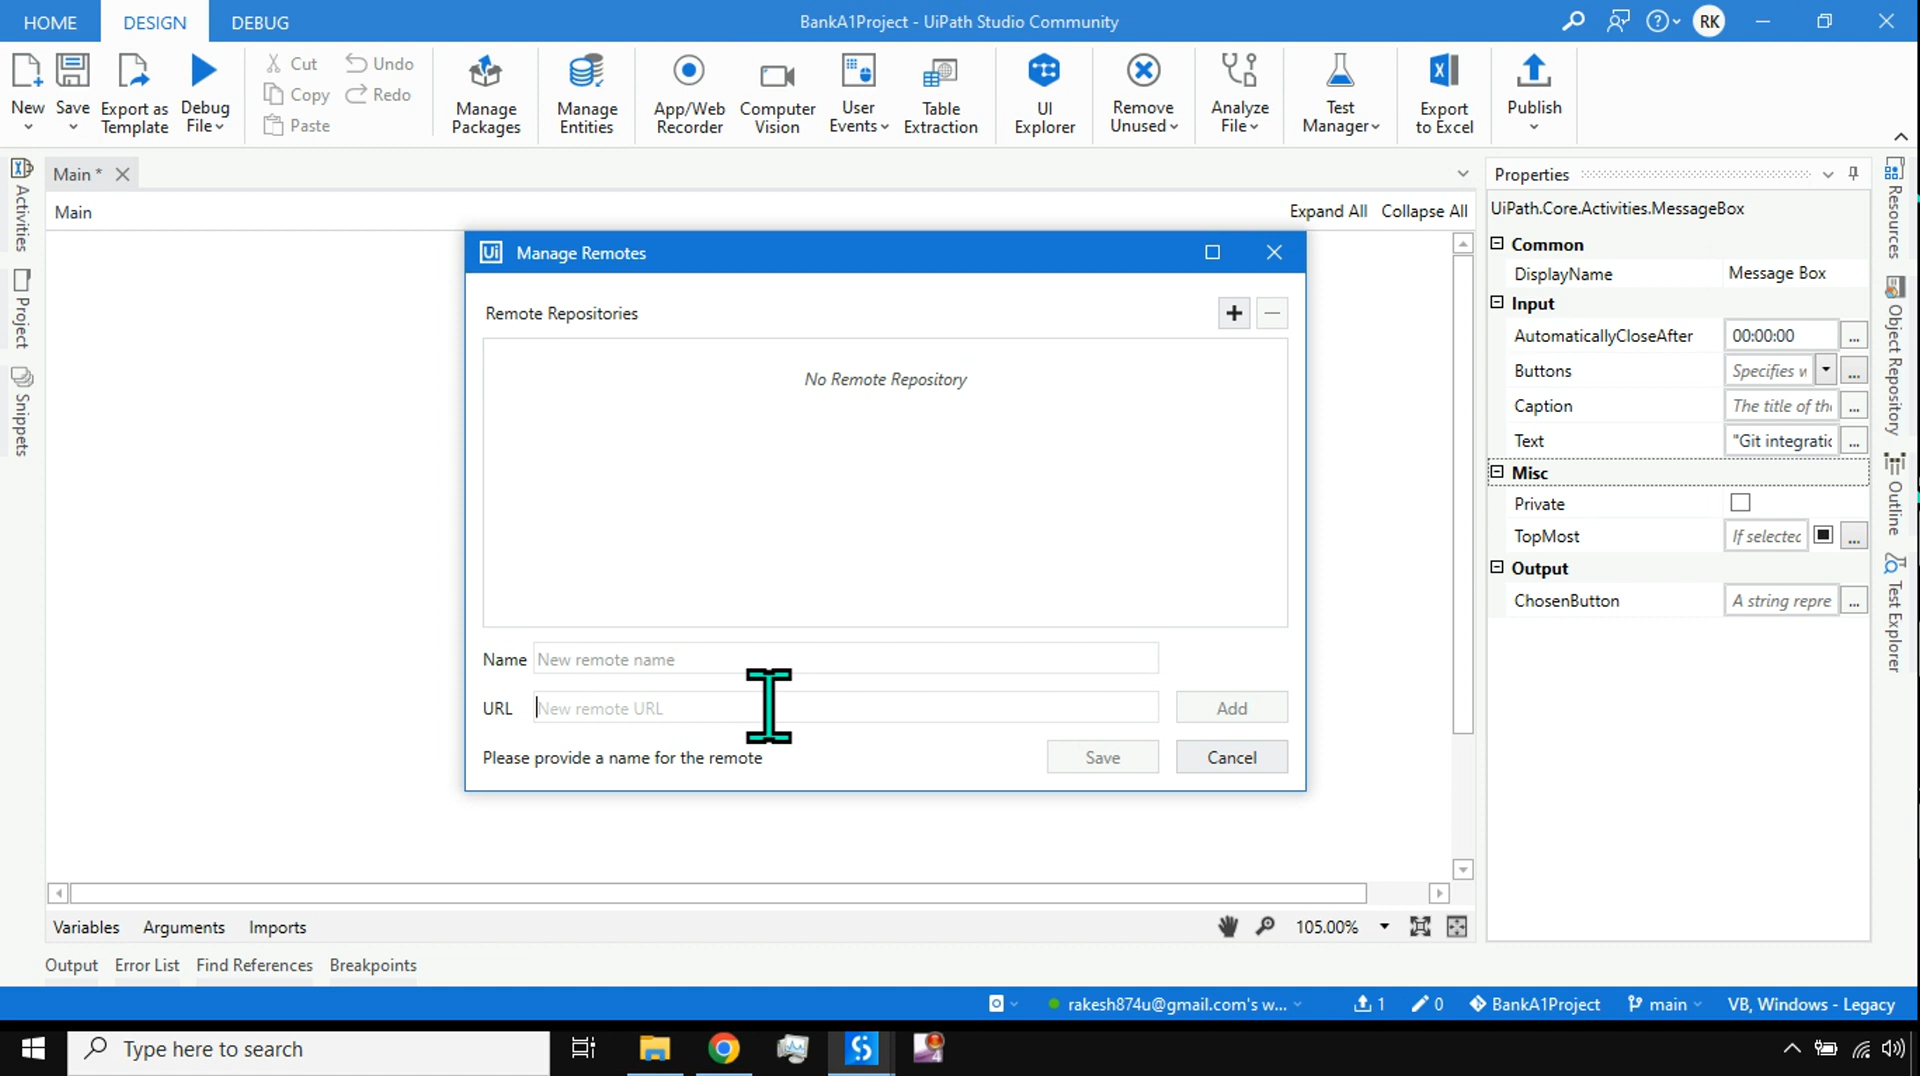 HOME DESIGN DEBUG BankA1Project - UiPath Studio Community RK
New Save Export as Template Debug File Cut Copy Paste Undo Redo Manage Packages Manage Entities App/Web Recorder Computer Vision User Events Table Extraction UI Explorer Remove Unused Analyze File Test Manager Export to Excel Publish
Main *
Main Expand All Collapse All
Activities
Project
Snippets
Ui Manage Remotes
Remote Repositories
No Remote Repository
Name New remote name
URL New remote URL Add
Please provide a name for the remote Save Cancel
Properties
UiPath.Core.Activities.MessageBox
Common
DisplayName Message Box
Input
AutomaticallyCloseAfter 00:00:00 ...
Buttons Specifies w ...
Caption The title of th ...
Text "Git integratic ...
Misc
Private
TopMost If selectec ...
Output
ChosenButton A string repre ...
Resources
Object Repository
Outline
Test Explorer
Variables Arguments Imports 105.00%
Output Error List Find References Breakpoints
rakesh874u@gmail.com's w... 1 0 BankA1Project main VB, Windows - Legacy
Type here to search